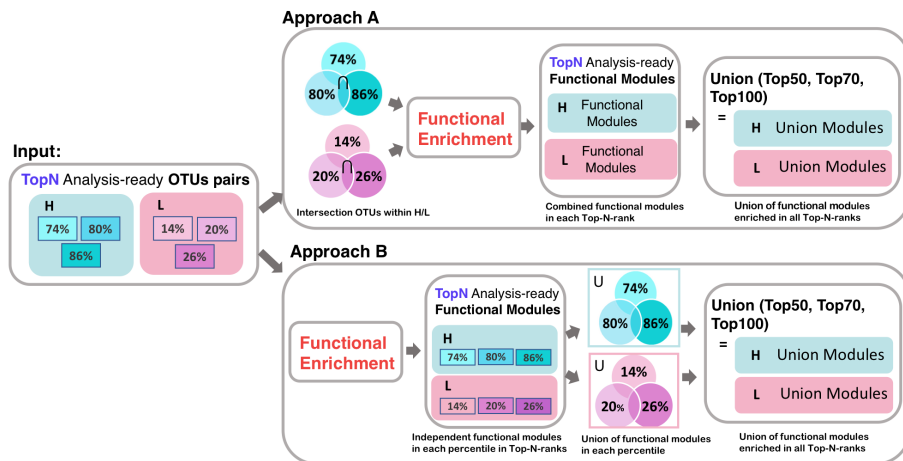 Approach A
74%
∩
80%
86%
14%
∩
20%
26%
Intersection OTUs within H/L
Functional
Enrichment
TopN Analysis-ready
Functional Modules
H Functional
Modules
L Functional
Modules
Combined functional modules
in each Top-N-rank
Union (Top50, Top70,
Top100)
=
H Union Modules
L Union Modules
Union of functional modules
enriched in all Top-N-ranks
Input:
TopN Analysis-ready OTUs pairs
H
74%
80%
86%
L
14%
20%
26%
Approach B
Functional
Enrichment
TopN Analysis-ready
Functional Modules
H
74%
80%
86%
L
14%
20%
26%
Independent functional modules
in each percentile in TopN-ranks
U
74%
80%
86%
U
14%
20%
26%
Union of functional modules
in each percentile
Union (Top50, Top70,
Top100)
=
H Union Modules
L Union Modules
Union of functional modules
enriched in all Top-N-ranks